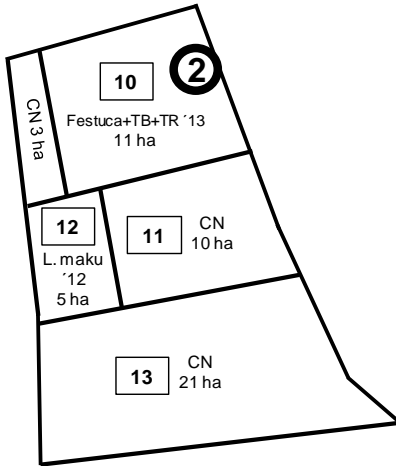 2
10
Festuca+TB+TR ´13
11 ha
CN 3 ha
12
L. maku
´12
5 ha
11
CN
10 ha
13
CN
21 ha